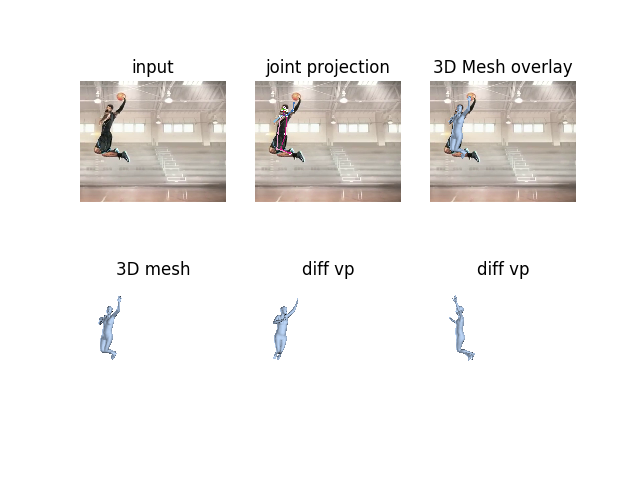 input
joint projection
3D Mesh overlay
3D mesh
diff vp
diff vp